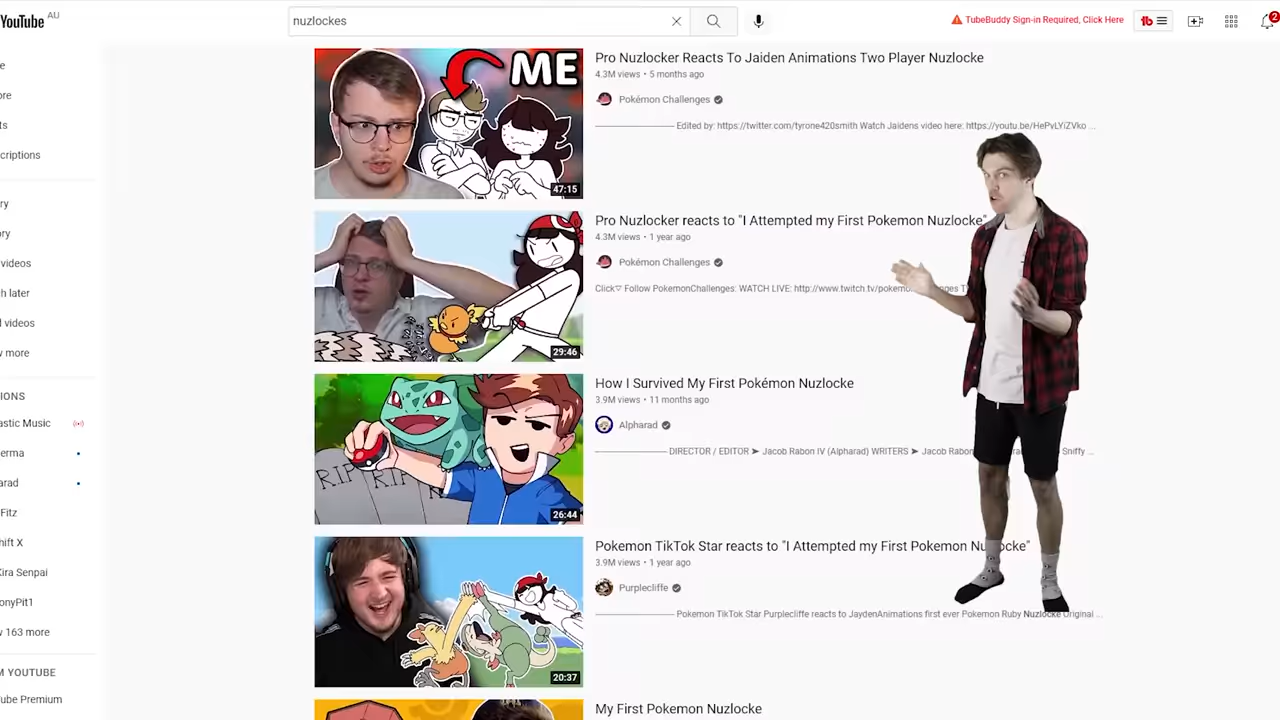 YouTube AU
nuzlockes
TubeBuddy Sign-in Required, Click Here
tb
2
e
ore
ts
criptions
ry
ory
videos
h later
d videos
w more
IONS
astic Music
erma
arad
Fitz
hift X
Kira Senpai
onyPit1
w 163 more
M YOUTUBE
ube Premium
ME
47:15
Pro Nuzlocker Reacts To Jaiden Animations Two Player Nuzlocke
4.3M views • 5 months ago
Pokémon Challenges
Edited by: https://twitter.com/tyrone420smith Watch Jaidens video here: https://youtu.be/HePvLYiZVko ...
29:46
Pro Nuzlocker reacts to "I Attempted my First Pokemon Nuzlocke"
4.3M views • 1 year ago
Pokémon Challenges
Click▽ Follow PokemonChallenges: WATCH LIVE: http://www.twitch.tv/pokemo nges T
RIP RIP R
26:44
How I Survived My First Pokémon Nuzlocke
3.9M views • 11 months ago
Alpharad
DIRECTOR / EDITOR ➤ Jacob Rabon IV (Alpharad) WRITERS ➤ Jacob Rabon Sniffy ...
20:37
Pokemon TikTok Star reacts to "I Attempted my First Pokemon Nuzlocke"
3.9M views • 1 year ago
Purplecliffe
Pokemon TikTok Star Purplecliffe reacts to JaydenAnimations first ever Pokemon Ruby Nuzlocke Original ...
My First Pokemon Nuzlocke